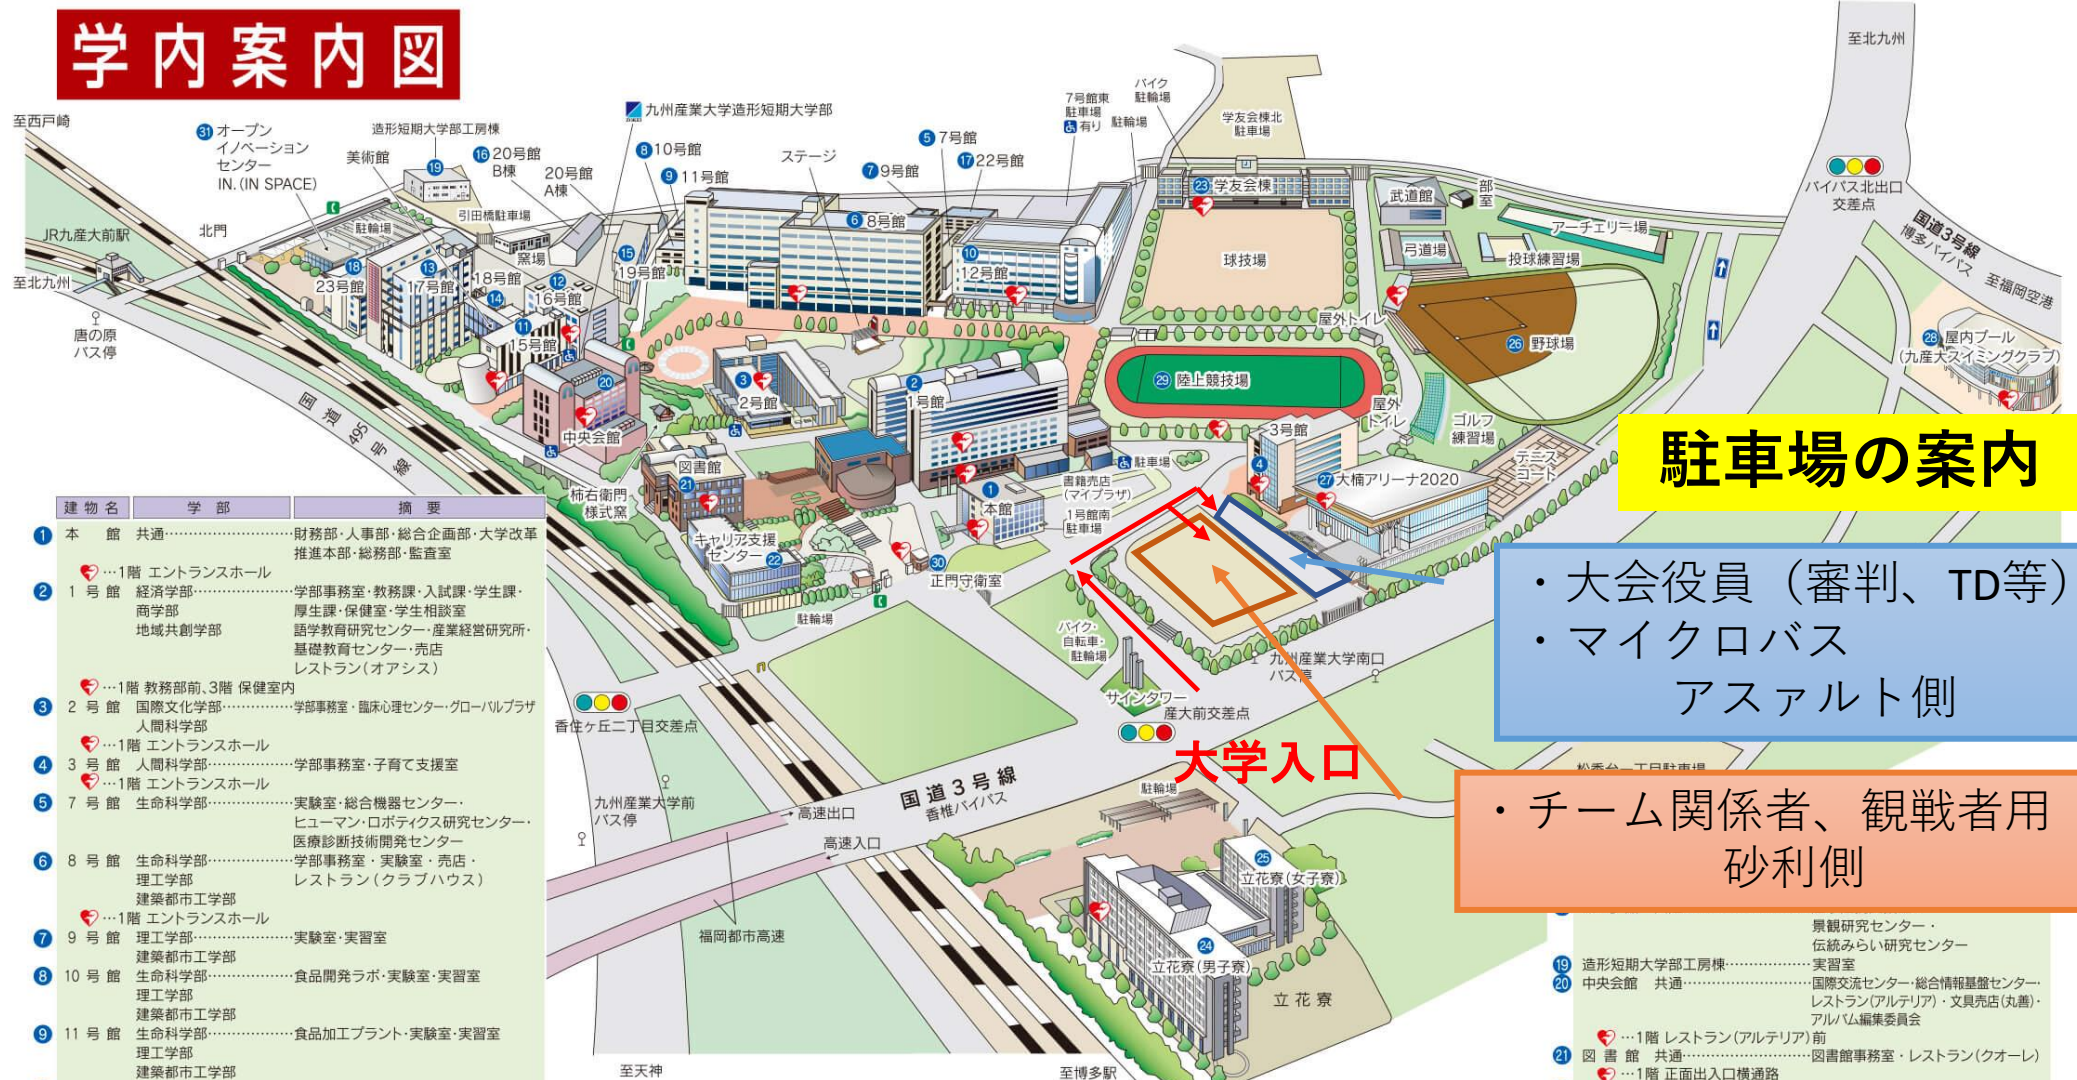 学内案内図
至北九州
至西戸崎
31 オープン
イノベーション
センター
IN.(IN SPACE)
造形短期大学部工房棟
19
美術館
16 20号館
B棟
20号館
A棟
九州産業大学造形短期大学部
8 10号館
9 11号館
ステージ
5 7号館
7 9号館
17 22号館
7号館東
駐車場
有り
駐輪場
バイク
駐輪場
学友会棟北
駐車場
バイパス北出口
交差点
国道3号線
博多バイパス
至福岡空港
JR九産大前駅
北門
至北九州
唐の原
バス停
駐輪場
引田橋駐車場
窯場
18
23号館
13
17号館
18号館
14
12
16号館
11
15号館
15
19号館
6 8号館
10
12号館
23 学友会棟
球技場
武道館
部室
弓道場
投球練習場
アーチェリー場
屋外トイレ
26 野球場
28 屋内プール
(九産大スイミングクラブ)
国道495号線
20
中央会館
3
2号館
2
1号館
29 陸上競技場
屋外
トイレ
ゴルフ
練習場
テニス
コート
駐車場の案内
柿右衛門
様式窯
図書館
21
キャリア支援
センター 22
駐輪場
30
正門守衛室
1
本館
駐車場
書籍売店
(マイプラザ)
1号館南
駐車場
3号館
4
27 大楠アリーナ2020
バイク・
自転車・
駐輪場
サインタワー
九州産業大学南口
バス停
産大前交差点
大学入口
・大会役員（審判、TD等）
・マイクロバス
アスァルト側
・チーム関係者、観戦者用
砂利側
香住ヶ丘二丁目交差点
九州産業大学前
バス停
高速出口
高速入口
福岡都市高速
国道3号線
香椎バイパス
駐輪場
25
立花寮(女子寮)
24
立花寮(男子寮)
立花寮
至天神
至博多駅
建物名 学部 摘要
1 本館 共通 財務部・人事部・総合企画部・大学改革
推進本部・総務部・監査室
…1階 エントランスホール
2 1号館 経済学部 学部事務室・教務課・入試課・学生課・
商学部 厚生課・保健室・学生相談室
地域共創学部 語学教育研究センター・産業経営研究所・
基礎教育センター・売店
レストラン(オアシス)
…1階 教務部前、3階 保健室内
3 2号館 国際文化学部 学部事務室・臨床心理センター・グローバルプラザ
人間科学部
…1階 エントランスホール
4 3号館 人間科学部 学部事務室・子育て支援室
…1階 エントランスホール
5 7号館 生命科学部 実験室・総合機器センター・
ヒューマン・ロボティクス研究センター・
医療診断技術開発センター
6 8号館 生命科学部 学部事務室・実験室・売店・
理工学部 レストラン(クラブハウス)
建築都市工学部
…1階 エントランスホール
7 9号館 理工学部 実験室・実習室
建築都市工学部
8 10号館 生命科学部 食品開発ラボ・実験室・実習室
理工学部
建築都市工学部
9 11号館 生命科学部 食品加工プラント・実験室・実習室
理工学部
建築都市工学部
景観研究センター・
伝統みらい研究センター
19 造形短期大学部工房棟 実習室
20 中央会館 共通 国際交流センター・総合情報基盤センター・
レストラン(アルテリア)・文具売店(丸善)・
アルバム編集委員会
…1階 レストラン(アルテリア)前
21 図書館 共通 図書館事務室・レストラン(クオーレ)
…1階 正面出入口横通路